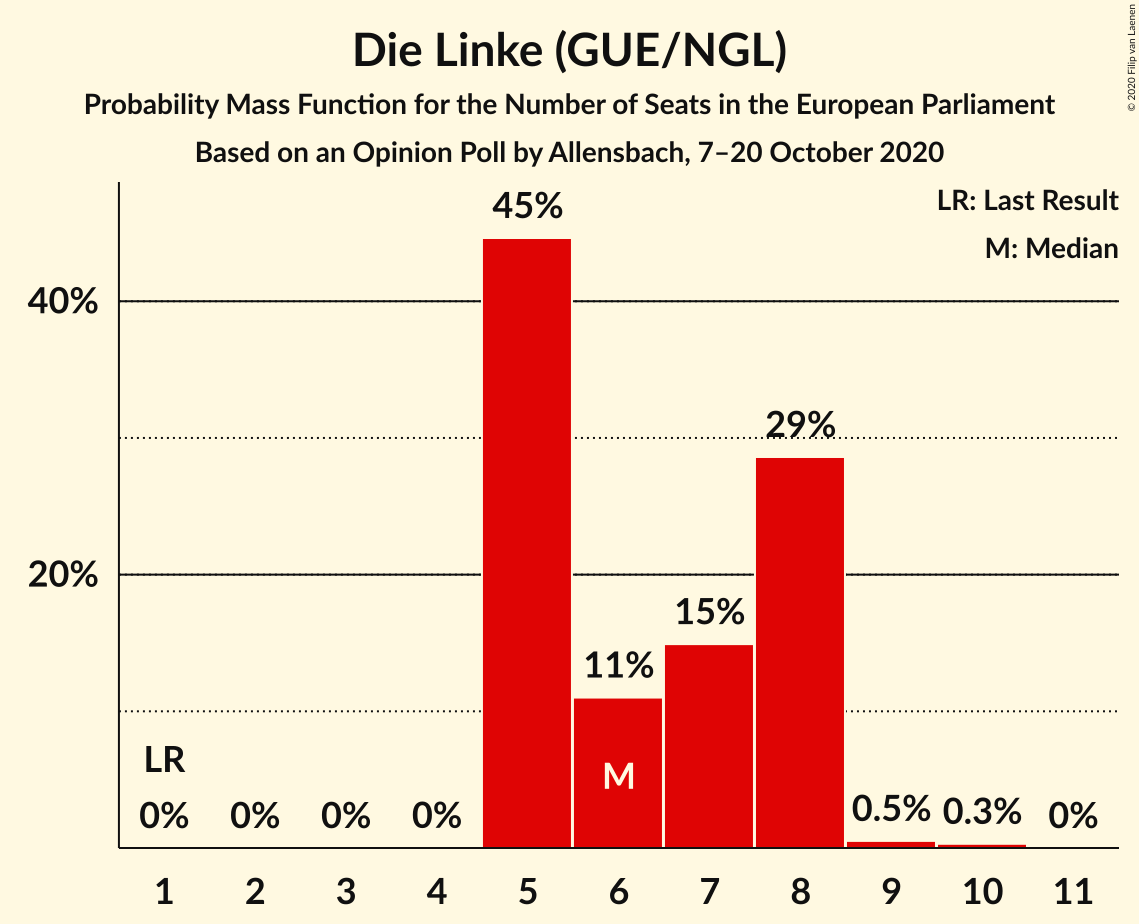 Die Linke (GUE/NGL)
Probability Mass Function for the Number of Seats in the European Parliament
Based on an Opinion Poll by Allensbach, 7–20 October 2020
© 2020 Filip van Laenen
LR: Last Result
M: Median
45%
40%
29%
20%
15%
11%
LR
M
0% 0% 0% 0% 0.5% 0.3% 0%
1 2 3 4 5 6 7 8 9 10 11